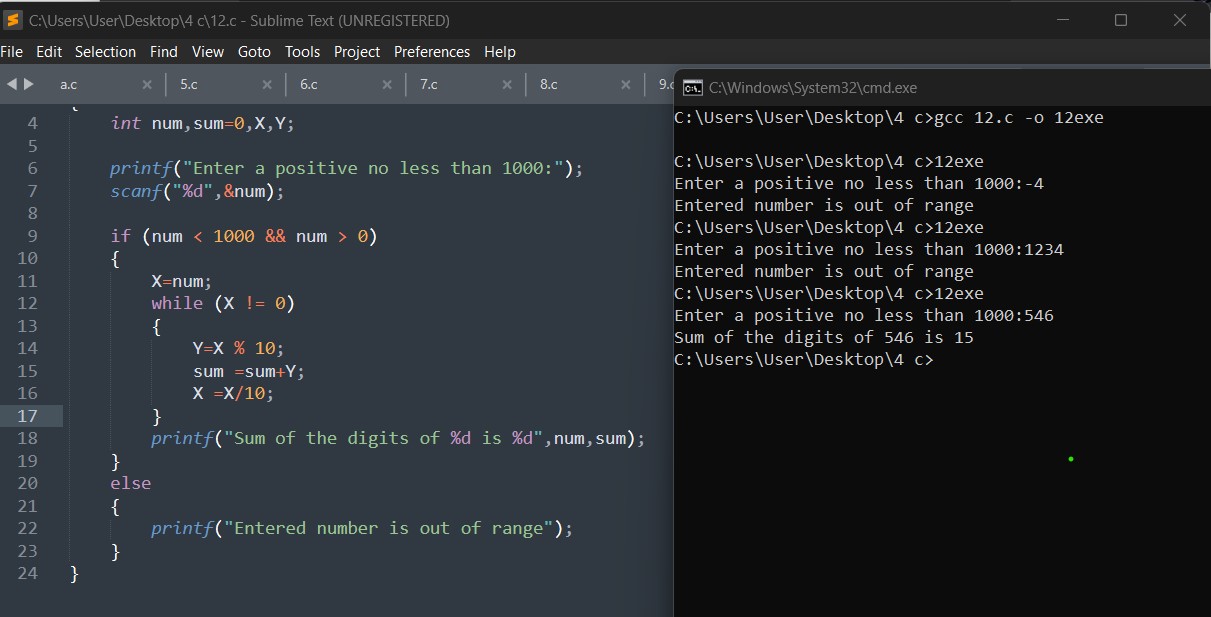 C:\Users\User\Desktop\4 c\12.c - Sublime Text (UNREGISTERED)
File Edit Selection Find View Goto Tools Project Preferences Help
a.c 5.c 6.c 7.c 8.c 9.c
{
4 int num,sum=0,X,Y;
5
6 printf("Enter a positive no less than 1000:");
7 scanf("%d",&num);
8
9 if (num < 1000 && num > 0)
10 {
11 X=num;
12 while (X != 0)
13 {
14 Y=X % 10;
15 sum =sum+Y;
16 X =X/10;
17 }
18 printf("Sum of the digits of %d is %d",num,sum);
19 }
20 else
21 {
22 printf("Entered number is out of range");
23 }
24 }
C:\Windows\System32\cmd.exe
C:\Users\User\Desktop\4 c>gcc 12.c -o 12exe
C:\Users\User\Desktop\4 c>12exe
Enter a positive no less than 1000:-4
Entered number is out of range
C:\Users\User\Desktop\4 c>12exe
Enter a positive no less than 1000:1234
Entered number is out of range
C:\Users\User\Desktop\4 c>12exe
Enter a positive no less than 1000:546
Sum of the digits of 546 is 15
C:\Users\User\Desktop\4 c>